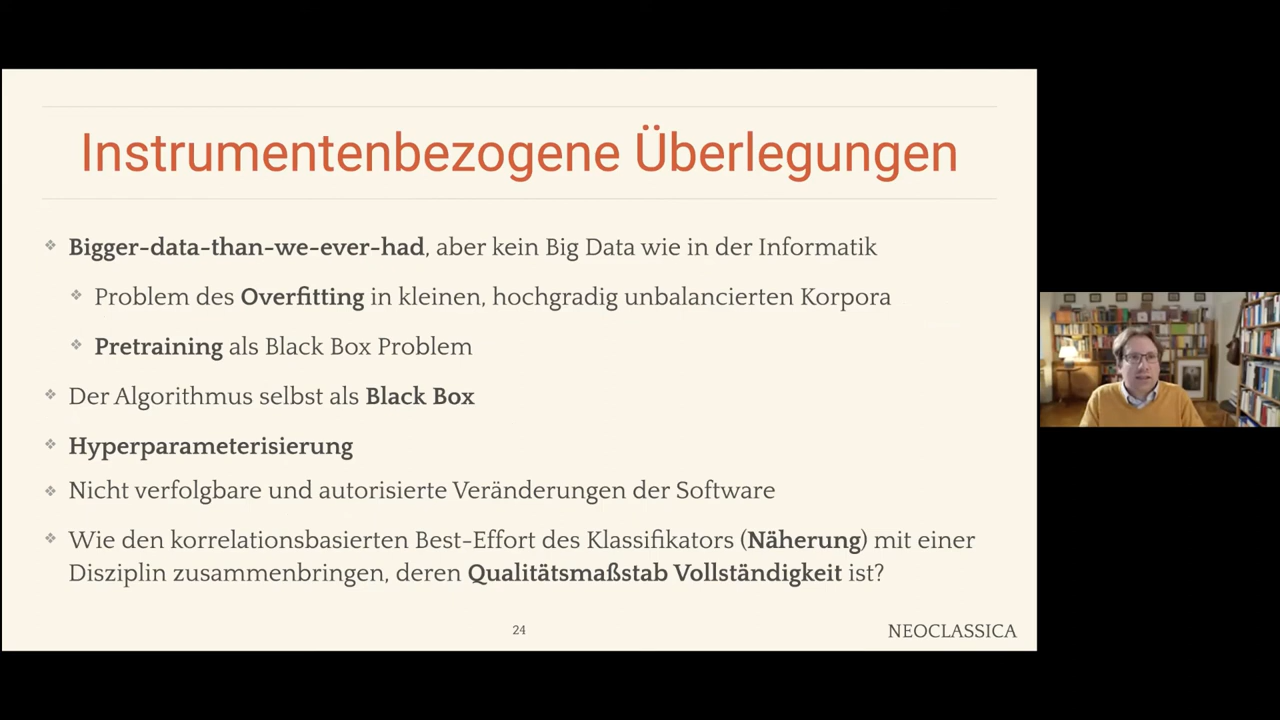 Instrumentenbezogene Überlegungen
Bigger-data-than-we-ever-had, aber kein Big Data wie in der Informatik
Problem des Overfitting in kleinen, hochgradig unbalancierten Korpora
Pretraining als Black Box Problem
Der Algorithmus selbst als Black Box
Hyperparameterisierung
Nicht verfolgbare und autorisierte Veränderungen der Software
Wie den korrelationsbasierten Best-Effort des Klassifikators (Näherung) mit einer
Disziplin zusammenbringen, deren Qualitätsmaßstab Vollständigkeit ist?
24
NEOCLASSICA